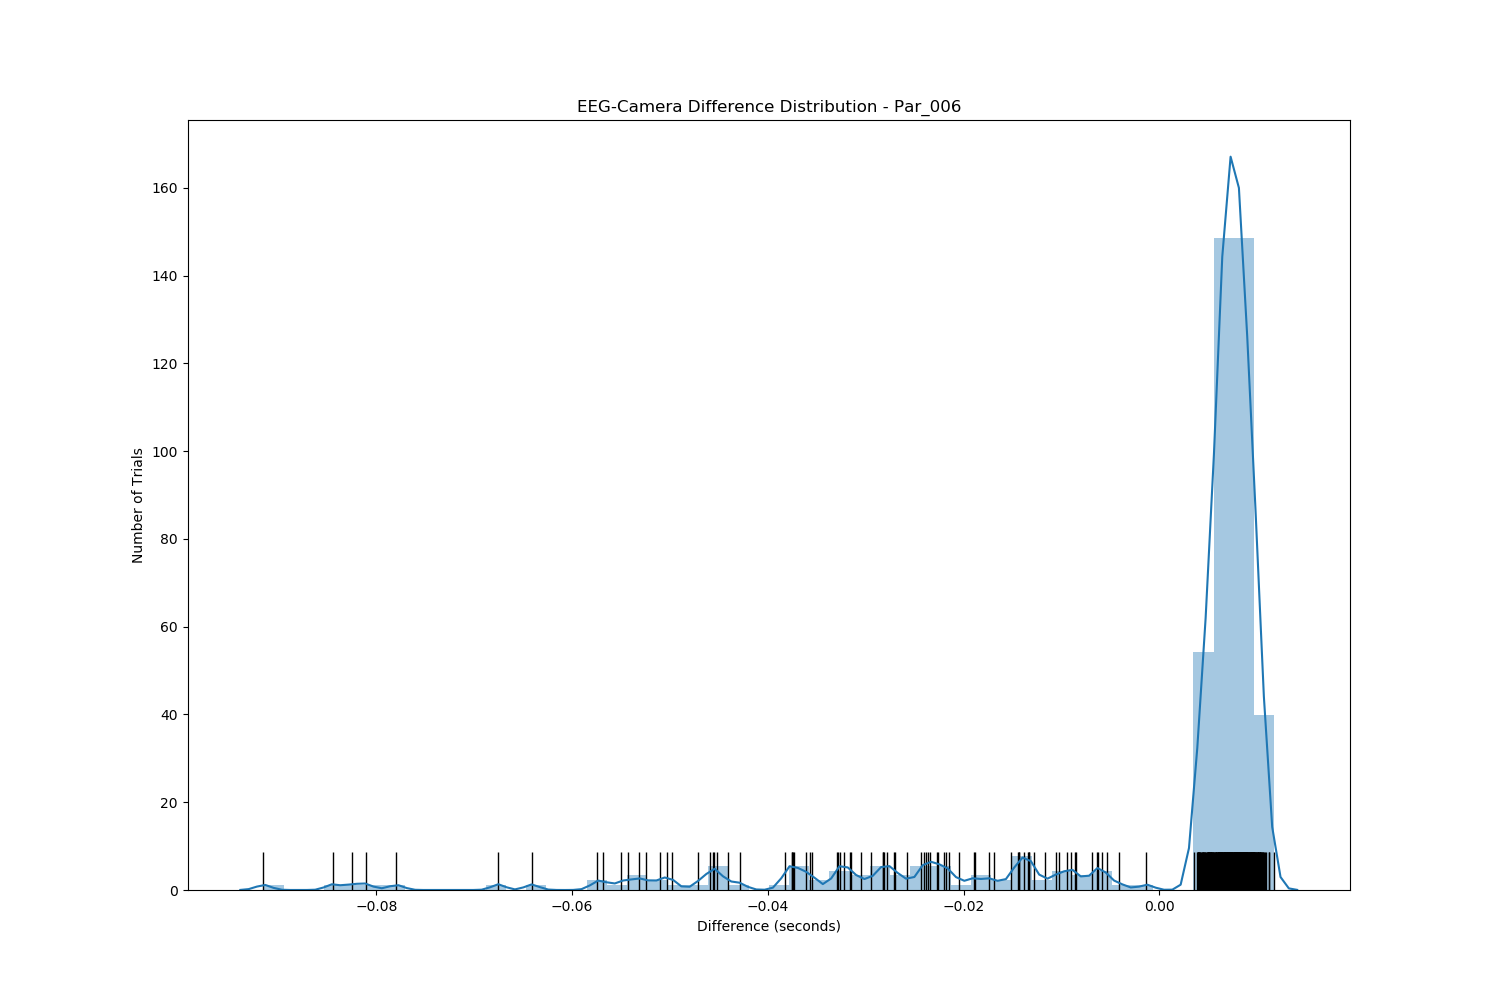 EEG-Camera Difference Distribution - Par_006
160
140
120
100
80
60
40
20
0
Number of Trials
−0.08 −0.06 −0.04 −0.02 0.00
Difference (seconds)